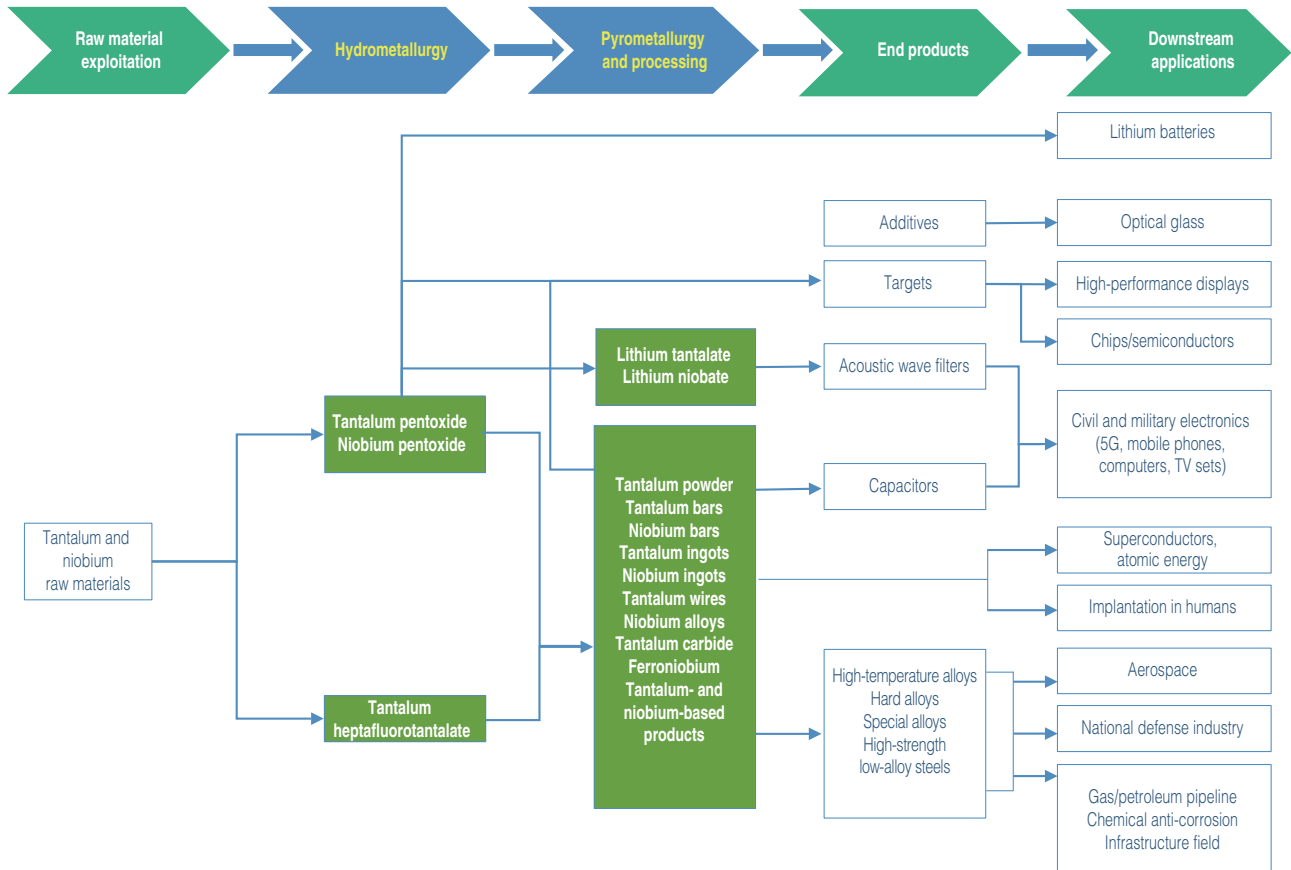 Raw material
exploitation
Hydrometallurgy
Pyrometallurgy
and processing
End products
Downstream
applications
Lithium batteries
Additives
Optical glass
Targets
High-performance displays
Chips/semiconductors
Lithium tantalate
Lithium niobate
Acoustic wave filters
Tantalum pentoxide
Niobium pentoxide
Civil and military electronics
(5G, mobile phones,
computers, TV sets)
Tantalum powder
Tantalum bars
Niobium bars
Tantalum ingots
Niobium ingots
Tantalum wires
Niobium alloys
Tantalum carbide
Ferroniobium
Tantalum- and
niobium-based
products
Capacitors
Tantalum and
niobium
raw materials
Superconductors,
atomic energy
Implantation in humans
Tantalum
heptafluorotantalate
High-temperature alloys
Hard alloys
Special alloys
High-strength
low-alloy steels
Aerospace
National defense industry
Gas/petroleum pipeline
Chemical anti-corrosion
Infrastructure field